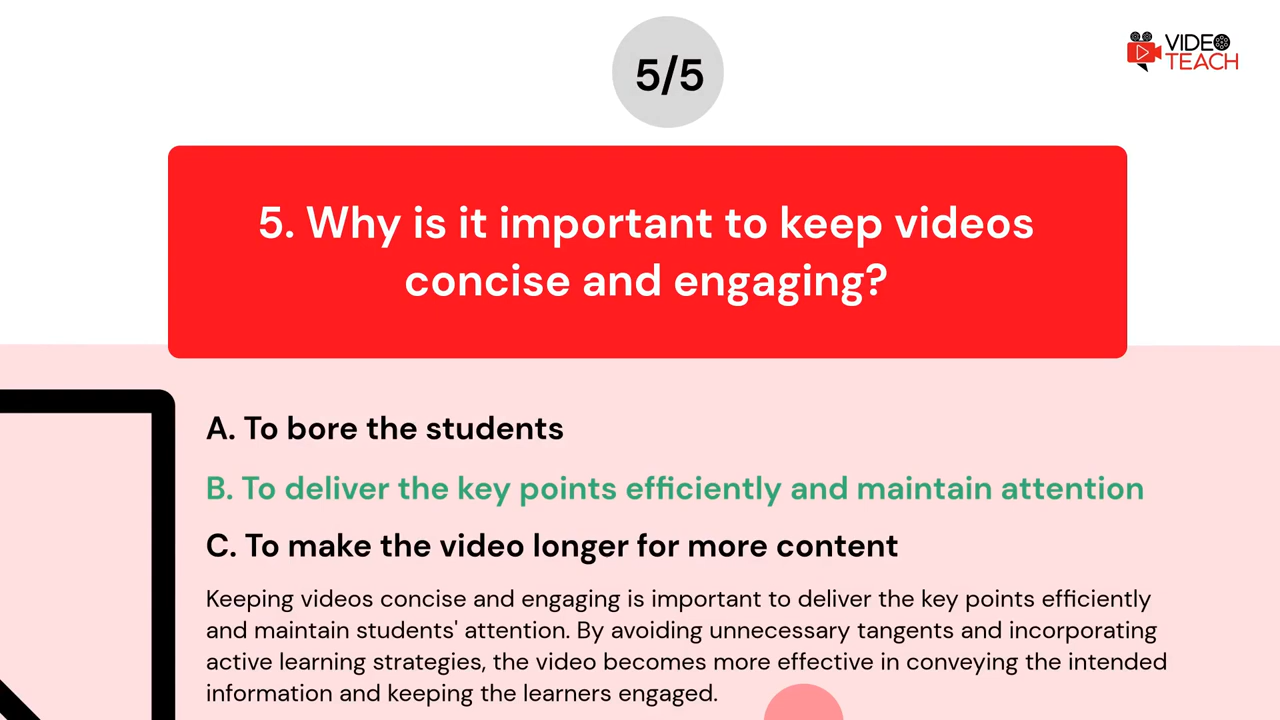 5/5
VIDEO
TEACH
5. Why is it important to keep videos
concise and engaging?
A. To bore the students
B. To deliver the key points efficiently and maintain attention
C. To make the video longer for more content
Keeping videos concise and engaging is important to deliver the key points efficiently
and maintain students' attention. By avoiding unnecessary tangents and incorporating
active learning strategies, the video becomes more effective in conveying the intended
information and keeping the learners engaged.